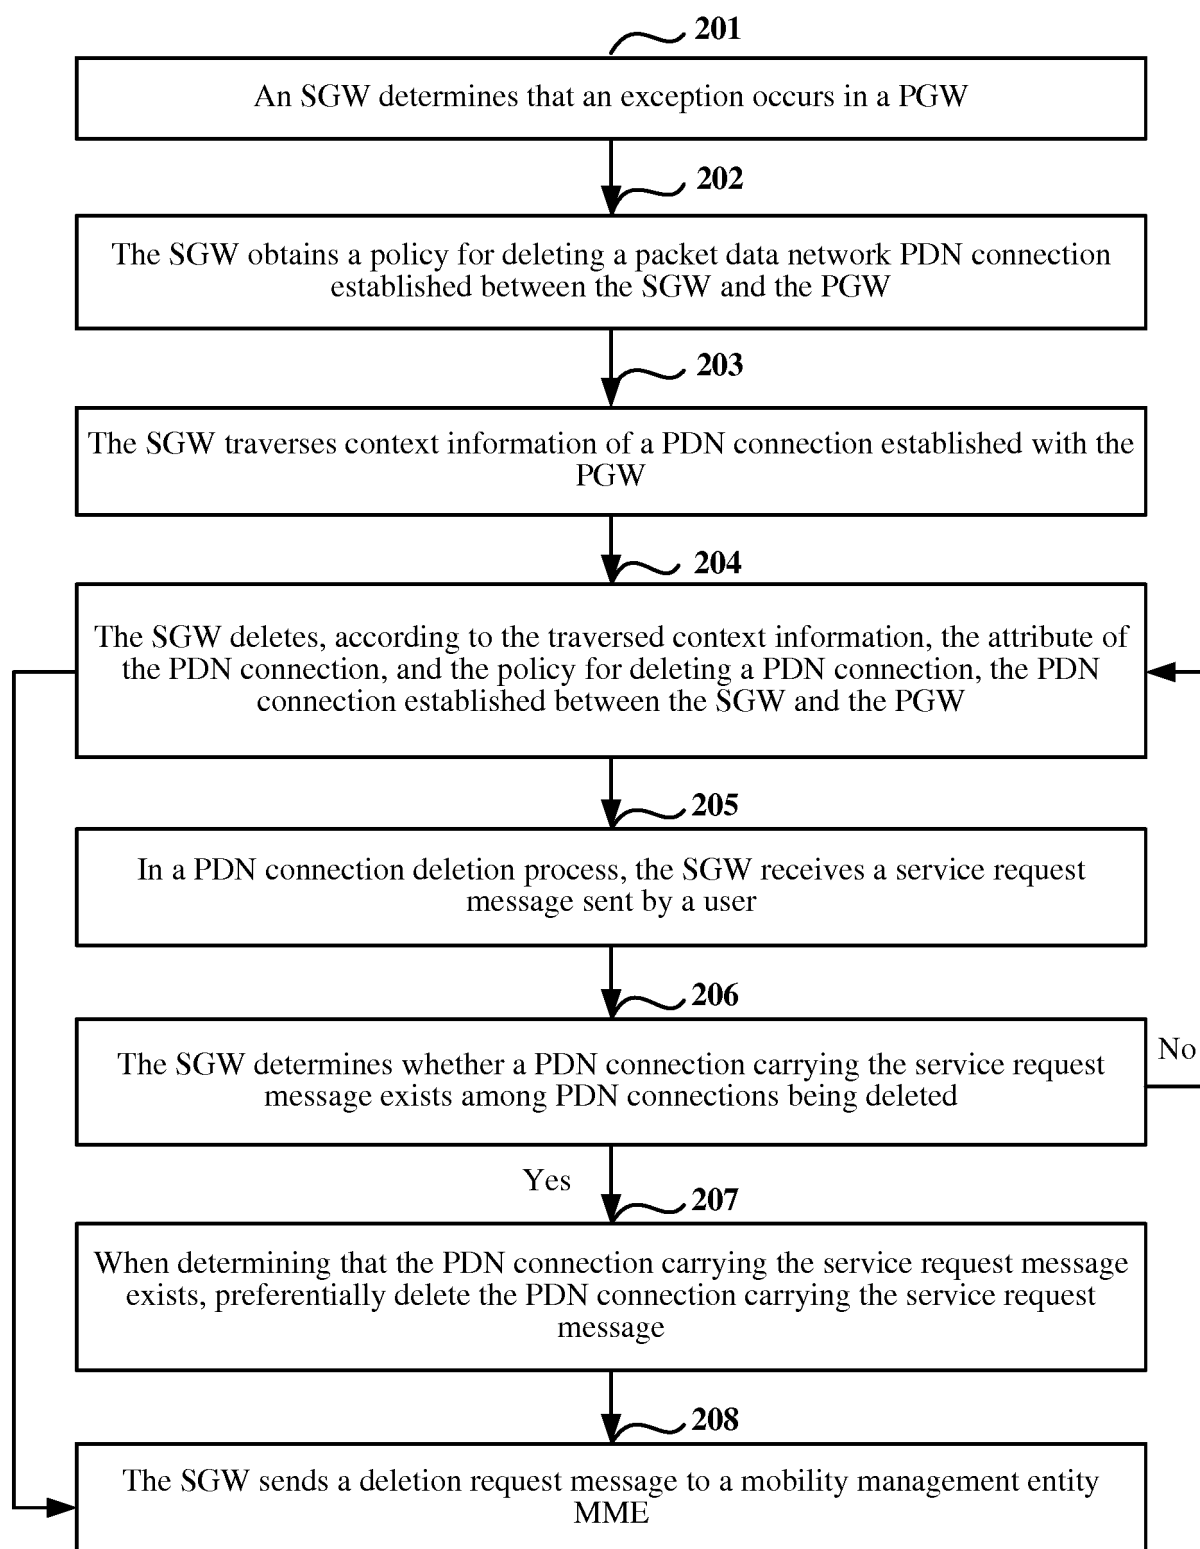 201
An SGW determines that an exception occurs in a PGW
202
The SGW obtains a policy for deleting a packet data network PDN connection
established between the SGW and the PGW
203
The SGW traverses context information of a PDN connection established with the
PGW
204
The SGW deletes, according to the traversed context information, the attribute of
the PDN connection, and the policy for deleting a PDN connection, the PDN
connection established between the SGW and the PGW
205
In a PDN connection deletion process, the SGW receives a service request
message sent by a user
206
The SGW determines whether a PDN connection carrying the service request
message exists among PDN connections being deleted
No
Yes
207
When determining that the PDN connection carrying the service request message
exists, preferentially delete the PDN connection carrying the service request
message
208
The SGW sends a deletion request message to a mobility management entity
MME